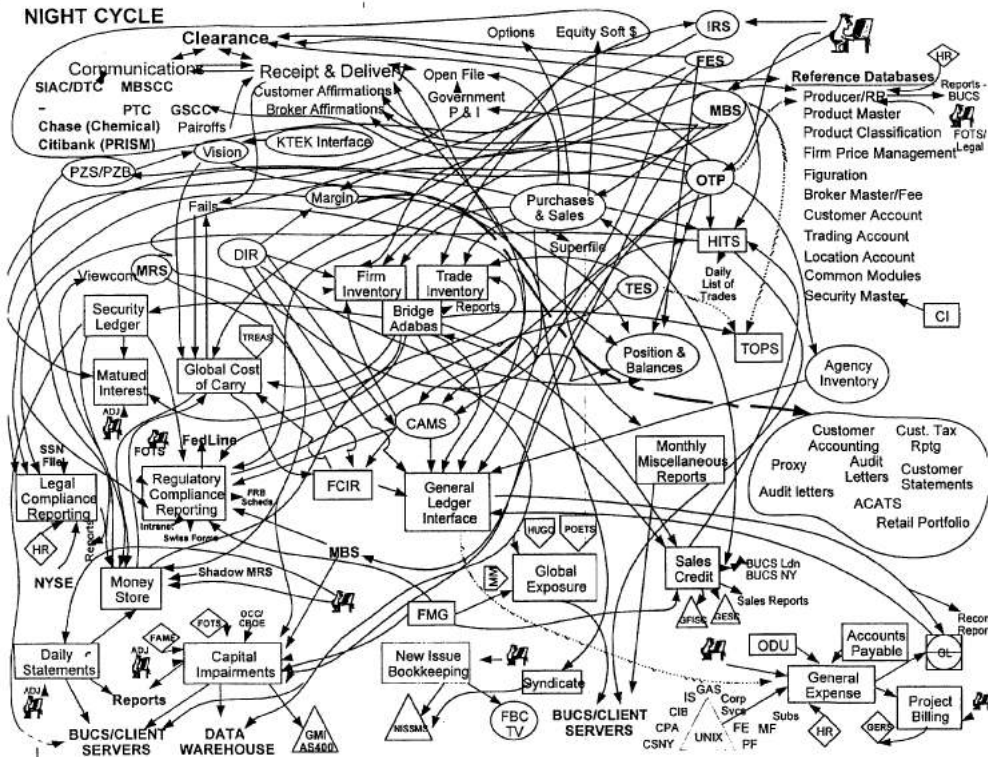 NIGHT CYCLE
Clearance
Communications
SIAC/DTC MBSCC
PTC GSCC
Chase (Chemical) Pairoffs
Citibank (PRISM)
Receipt & Delivery
Customer Affirmations
Broker Affirmations
Options
Equity Soft $
Open File
Government
P & I
IRS
FES
MBS
OTP
HR
Reference Databases
Reports -
BUCS
FOTS/
Legal
Producer/RR
Product Master
Product Classification
Firm Price Management
Figuration
Broker Master/Fee
Customer Account
Trading Account
Location Account
Common Modules
Security Master
CI
PZS/PZB
Vision
KTEK Interface
Margin
Fails
Purchases
& Sales
Superfile
HITS
Daily
List of
Trades
Viewcom
MRS
DIR
Firm
Inventory
Trade
Inventory
Reports
Bridge
Adabas
TES
TOPS
Security
Ledger
TREAS
Matured
Interest
Global Cost
of Carry
Position &
Balances
Agency
Inventory
ADJ
FOTS
FedLine
CAMS
SSN
File
Legal
Compliance
Reporting
Regulatory
Compliance
Reporting
FRB
Scheds
Intranet
Swiss Forms
FCIR
General
Ledger
Interface
Monthly
Miscellaneous
Reports
Customer
Accounting
Cust. Tax
Rptg
Proxy
Audit
Letters
Customer
Statements
Audit letters
ACATS
Retail Portfolio
HR
Reports
NYSE
Money
Store
Shadow MRS
MBS
HUGO
POETS
MM
Global
Exposure
Sales
Credit
BUCS Ldn
BUCS NY
Sales Reports
GFISC
GESC
FMG
Daily
Statements
ADJ
FAME
FOTS
OCC/
CBOE
ADJ
Capital
Impairments
Reports
New Issue
Bookkeeping
Syndicate
NISSMS
FBC
TV
BUCS/CLIENT
SERVERS
DATA
WAREHOUSE
GMI
AS400
BUCS/CLIENT
SERVERS
ODU
Accounts
Payable
GL
Recon
Report
General
Expense
Project
Billing
GERS
HR
Subs
IS GAS Corp
Svcs
CIB
CPA
CSNY
UNIX
FE MF
PF